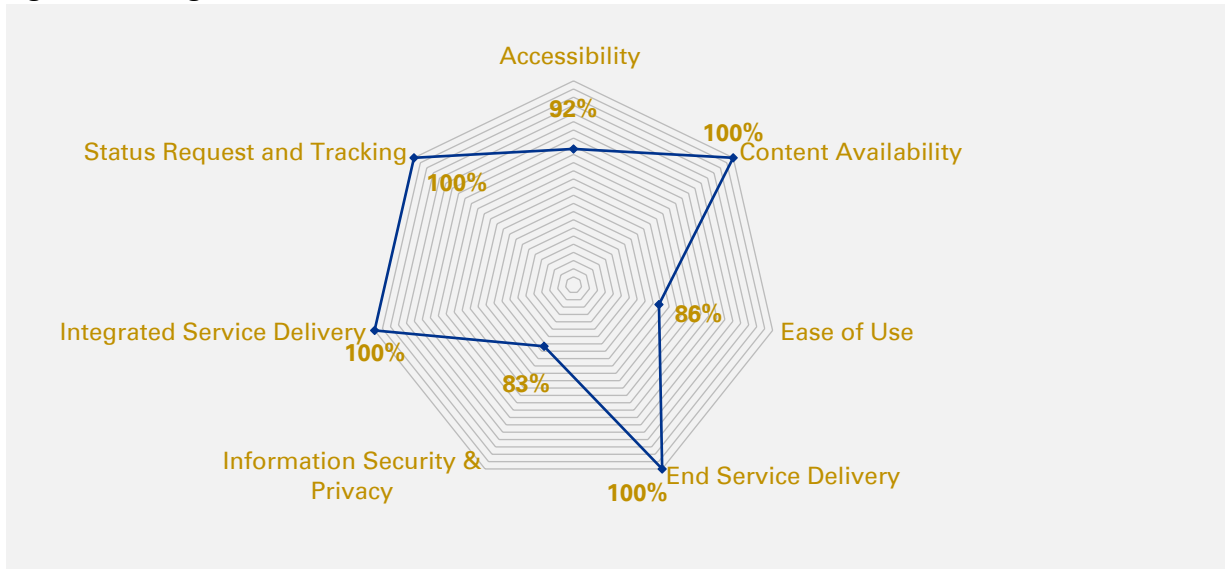 Accessibility
92%
100%
Content Availability
Status Request and Tracking
100%
86%
Ease of Use
Integrated Service Delivery
100%
83%
Information Security &
Privacy
End Service Delivery
100%